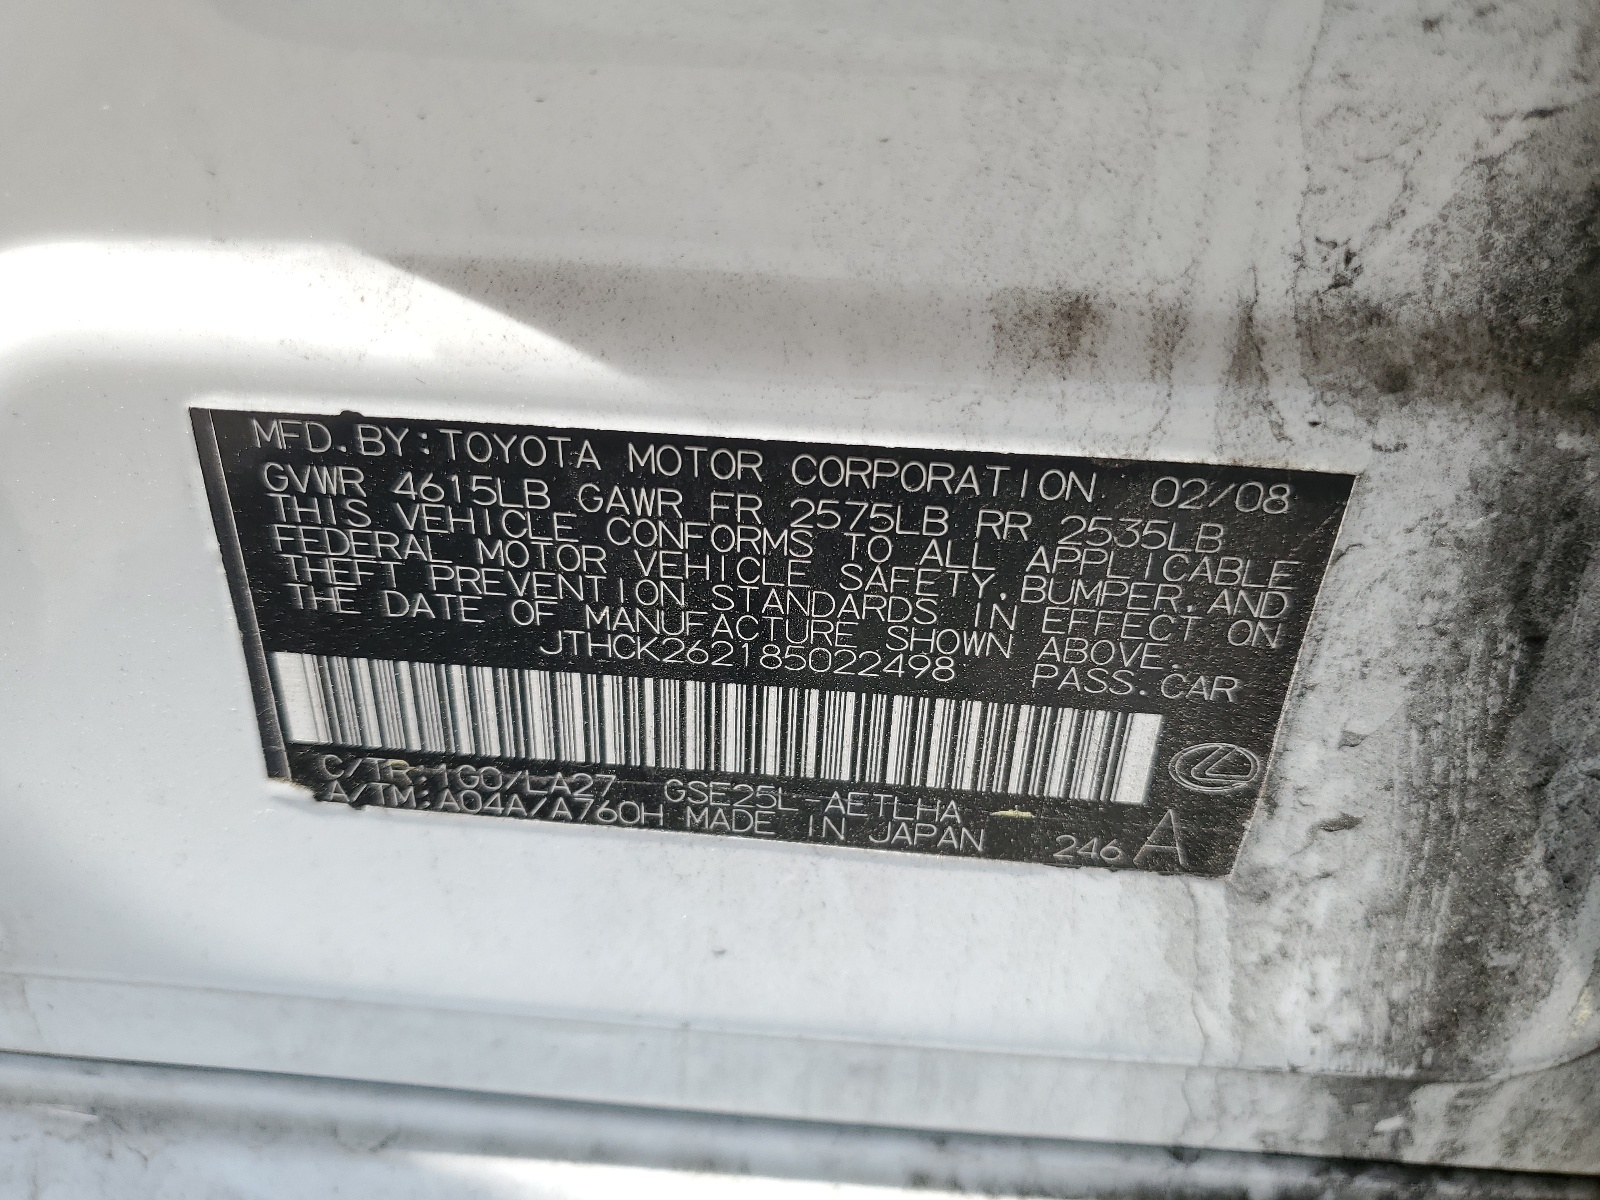 MFD.BY:TOYOTA MOTOR CORPORATION 02/08
GVWR 4615LB GAWR FR 2575LB RR 2535LB
THIS VEHICLE CONFORMS TO ALL APPLICABLE
FEDERAL MOTOR VEHICLE SAFETY,BUMPER,AND
THEFT PREVENTION STANDARDS IN EFFECT ON
THE DATE OF MANUFACTURE SHOWN ABOVE.
JTHCK262185022498 PASS.CAR
C/TR:1G0/LA27 GSE25L-AETLHA
A/TM:A04A/A760H MADE IN JAPAN 246 A